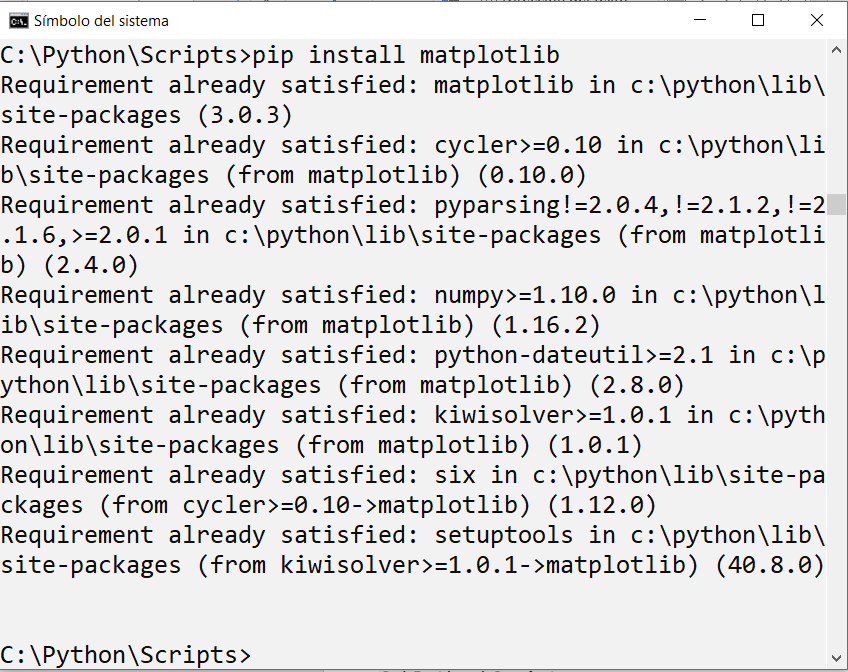 Símbolo del sistema
C:\Python\Scripts>pip install matplotlib
Requirement already satisfied: matplotlib in c:\python\lib\
site-packages (3.0.3)
Requirement already satisfied: cycler>=0.10 in c:\python\li
b\site-packages (from matplotlib) (0.10.0)
Requirement already satisfied: pyparsing!=2.0.4,!=2.1.2,!=2
.1.6,>=2.0.1 in c:\python\lib\site-packages (from matplotli
b) (2.4.0)
Requirement already satisfied: numpy>=1.10.0 in c:\python\l
ib\site-packages (from matplotlib) (1.16.2)
Requirement already satisfied: python-dateutil>=2.1 in c:\p
ython\lib\site-packages (from matplotlib) (2.8.0)
Requirement already satisfied: kiwisolver>=1.0.1 in c:\pyth
on\lib\site-packages (from matplotlib) (1.0.1)
Requirement already satisfied: six in c:\python\lib\site-pa
ckages (from cycler>=0.10->matplotlib) (1.12.0)
Requirement already satisfied: setuptools in c:\python\lib\
site-packages (from kiwisolver>=1.0.1->matplotlib) (40.8.0)
C:\Python\Scripts>